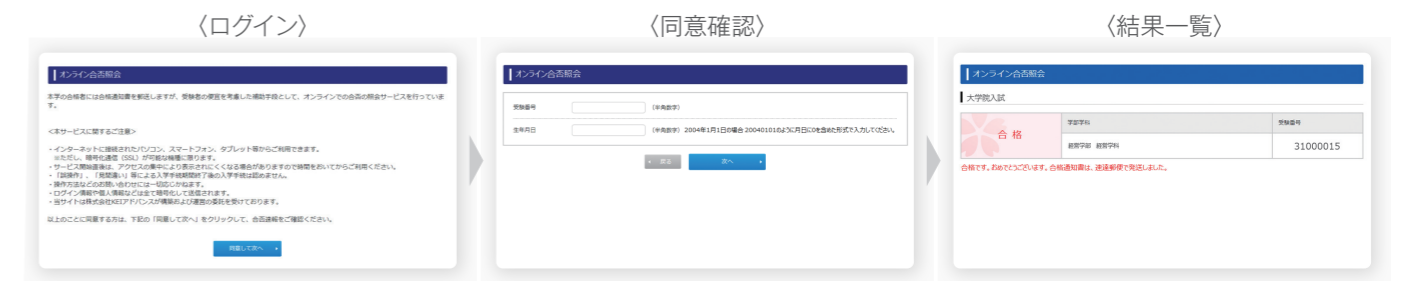 〈ログイン〉
オンライン合否照会
本学の合格者には合格通知書を郵送しますが、受験者の便宜を考慮した補助手段として、オンラインでの合否の照会サービスを行っていま
す。
<本サービスに関するご注意>
・インターネットに接続されたパソコン、スマートフォン、タブレット等からご利用できます。
※ただし、暗号化通信（SSL）が可能な機種に限ります。
・サービス開始直後は、アクセスの集中により表示されにくくなる場合がありますので時間をおいてからご利用ください。
・「誤操作」、「見間違い」等による入学手続期間終了後の入学手続は認めません。
・操作方法などのお問い合わせには一切応じかねます。
・ログイン情報や個人情報などは全て暗号化して送信されます。
・当サイトは株式会社KEIアドバンスが構築および運営の委託を受けております。
以上のことに同意する方は、下記の「同意して次へ」をクリックして、合否速報をご確認ください。
同意して次へ
〈同意確認〉
オンライン合否照会
受験番号 （半角数字）
生年月日 （半角数字） 2004年1月1日の場合 20040101のように月日に0を含めた形式で入力してください。
戻る 次へ
〈結果一覧〉
オンライン合否照会
大学院入試
合格
学部学科 受験番号
経営学部 経営学科 31000015
合格です。おめでとうございます。合格通知書は、速達郵便で発送しました。